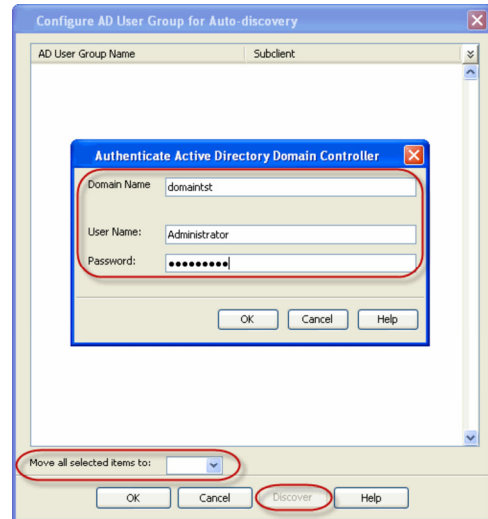 Configure AD User Group for Auto-discovery
AD User Group Name Subclient
Authenticate Active Directory Domain Controller
Domain Name domaintst
User Name: Administrator
Password: ●●●●●●●●●
OK Cancel Help
Move all selected items to:
OK Cancel Discover Help